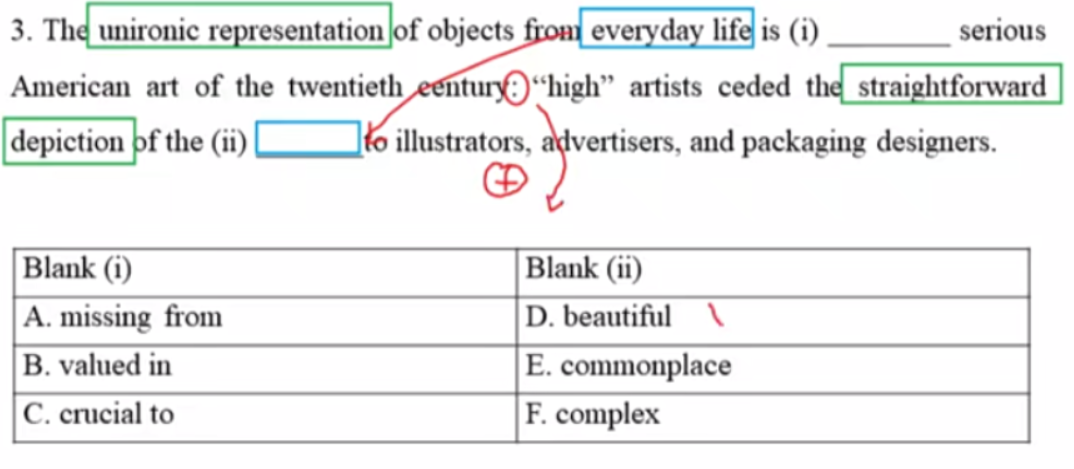 3. The unironic representation of objects from everyday life is (i) ________ serious
American art of the twentieth century: “high” artists ceded the straightforward
depiction of the (ii) ________ to illustrators, advertisers, and packaging designers.
+
Blank (i) Blank (ii)
A. missing from D. beautiful
B. valued in E. commonplace
C. crucial to F. complex